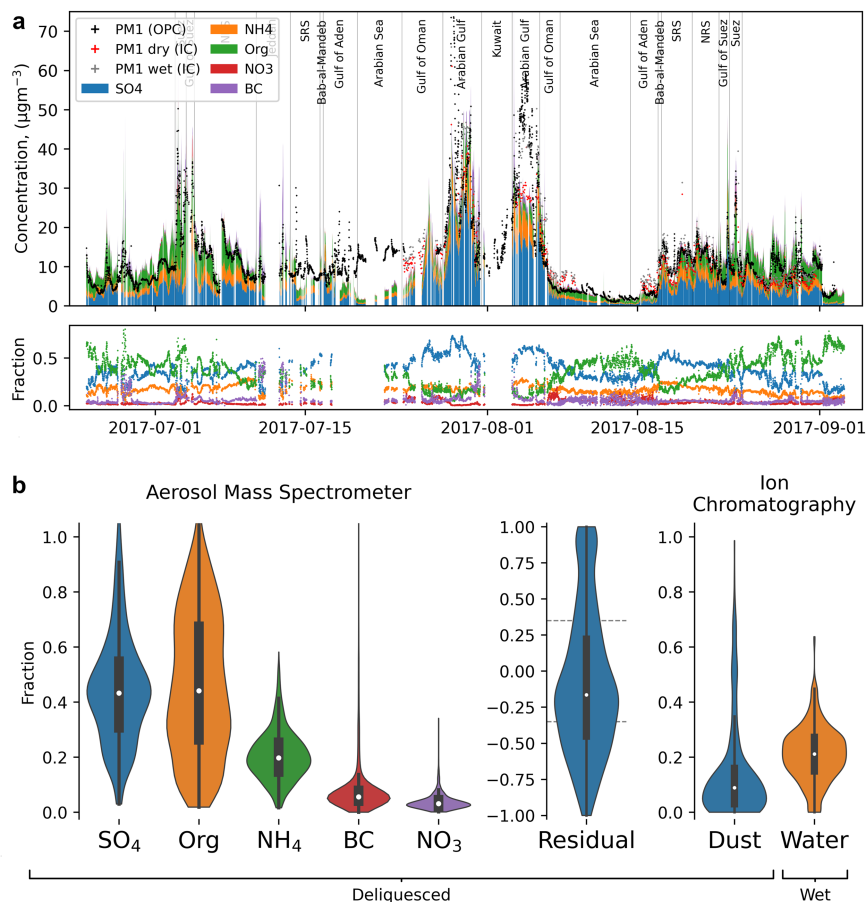 a
PM1 (OPC)
PM1 dry (IC)
PM1 wet (IC)
SO4
NH4
Org
NO3
BC
SRS
Bab-al-Mandeb
Gulf of Aden
Arabian Sea
Gulf of Oman
Arabian Gulf
Kuwait
Arabian Gulf
Gulf of Oman
Arabian Sea
Gulf of Aden
Bab-al-Mandeb
SRS
NRS
Gulf of Suez
Suez
Concentration, (μgm⁻³)
70
60
50
40
30
20
10
0
Fraction
0.5
0.0
2017-07-01
2017-07-15
2017-08-01
2017-08-15
2017-09-01
b
Aerosol Mass Spectrometer
Ion
Chromatography
Fraction
1.0
0.8
0.6
0.4
0.2
0.0
1.00
0.75
0.50
0.25
0.00
−0.25
−0.50
−0.75
−1.00
1.0
0.8
0.6
0.4
0.2
0.0
SO₄ Org NH₄ BC NO₃ Residual Dust Water
Deliquesced Wet